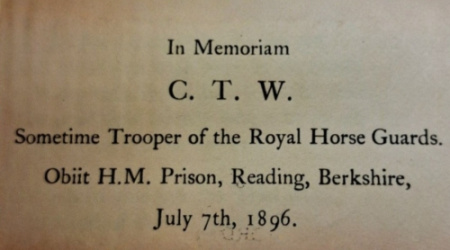 In Memoriam
C. T. W.
Sometime Trooper of the Royal Horse Guards.
Obiit H.M. Prison, Reading, Berkshire,
July 7th, 1896.